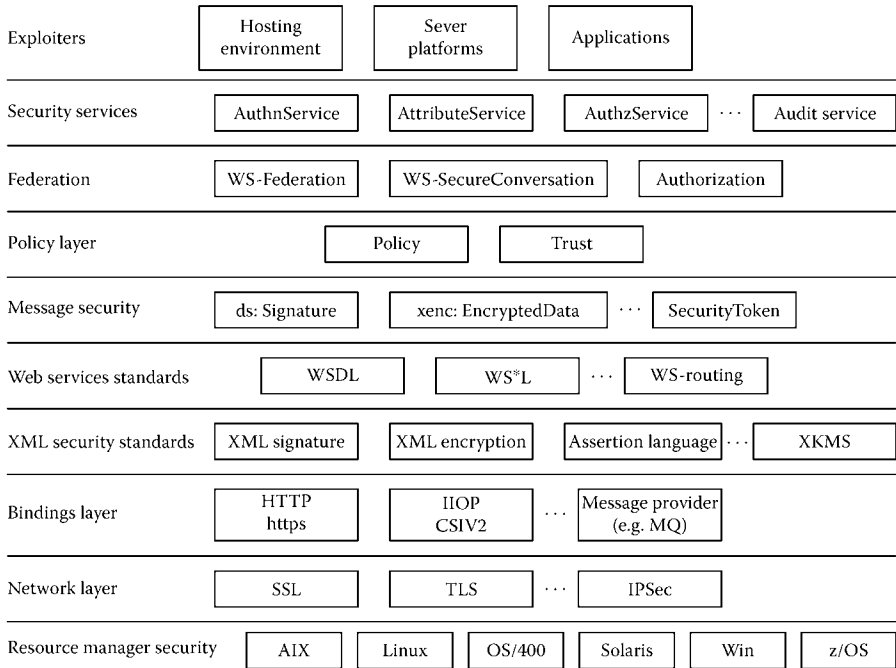 Exploiters
Hosting
environment
Sever
platforms
Applications
Security services
AuthnService
AttributeService
AuthzService
...
Audit service
Federation
WS-Federation
WS-SecureConversation
Authorization
Policy layer
Policy
Trust
Message security
ds: Signature
xenc: EncryptedData
...
SecurityToken
Web services standards
WSDL
WS*L
...
WS-routing
XML security standards
XML signature
XML encryption
Assertion language
...
XKMS
Bindings layer
HTTP
https
IIOP
CSIV2
...
Message provider
(e.g. MQ)
Network layer
SSL
TLS
...
IPSec
Resource manager security
AIX
Linux
OS/400
Solaris
Win
z/OS